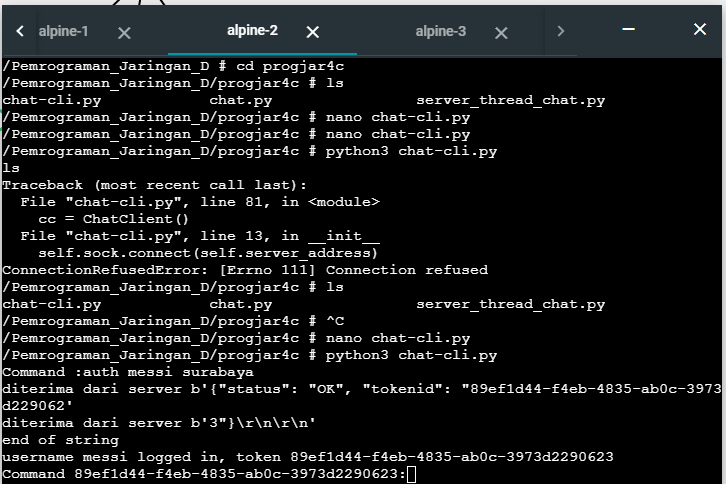 alpine-1
alpine-2
alpine-3
/Pemrograman_Jaringan_D # cd progjar4c
/Pemrograman_Jaringan_D/progjar4c # ls
chat-cli.py chat.py server_thread_chat.py
/Pemrograman_Jaringan_D/progjar4c # nano chat-cli.py
/Pemrograman_Jaringan_D/progjar4c # nano chat-cli.py
/Pemrograman_Jaringan_D/progjar4c # python3 chat-cli.py
ls
Traceback (most recent call last):
  File "chat-cli.py", line 81, in <module>
    cc = ChatClient()
  File "chat-cli.py", line 13, in __init__
    self.sock.connect(self.server_address)
ConnectionRefusedError: [Errno 111] Connection refused
/Pemrograman_Jaringan_D/progjar4c # ls
chat-cli.py chat.py server_thread_chat.py
/Pemrograman_Jaringan_D/progjar4c # ^C
/Pemrograman_Jaringan_D/progjar4c # nano chat-cli.py
/Pemrograman_Jaringan_D/progjar4c # python3 chat-cli.py
Command :auth messi surabaya
diterima dari server b'{"status": "OK", "tokenid": "89ef1d44-f4eb-4835-ab0c-3973
d229062'
diterima dari server b'3"}\r\n\r\n'
end of string
username messi logged in, token 89ef1d44-f4eb-4835-ab0c-3973d2290623
Command 89ef1d44-f4eb-4835-ab0c-3973d2290623: